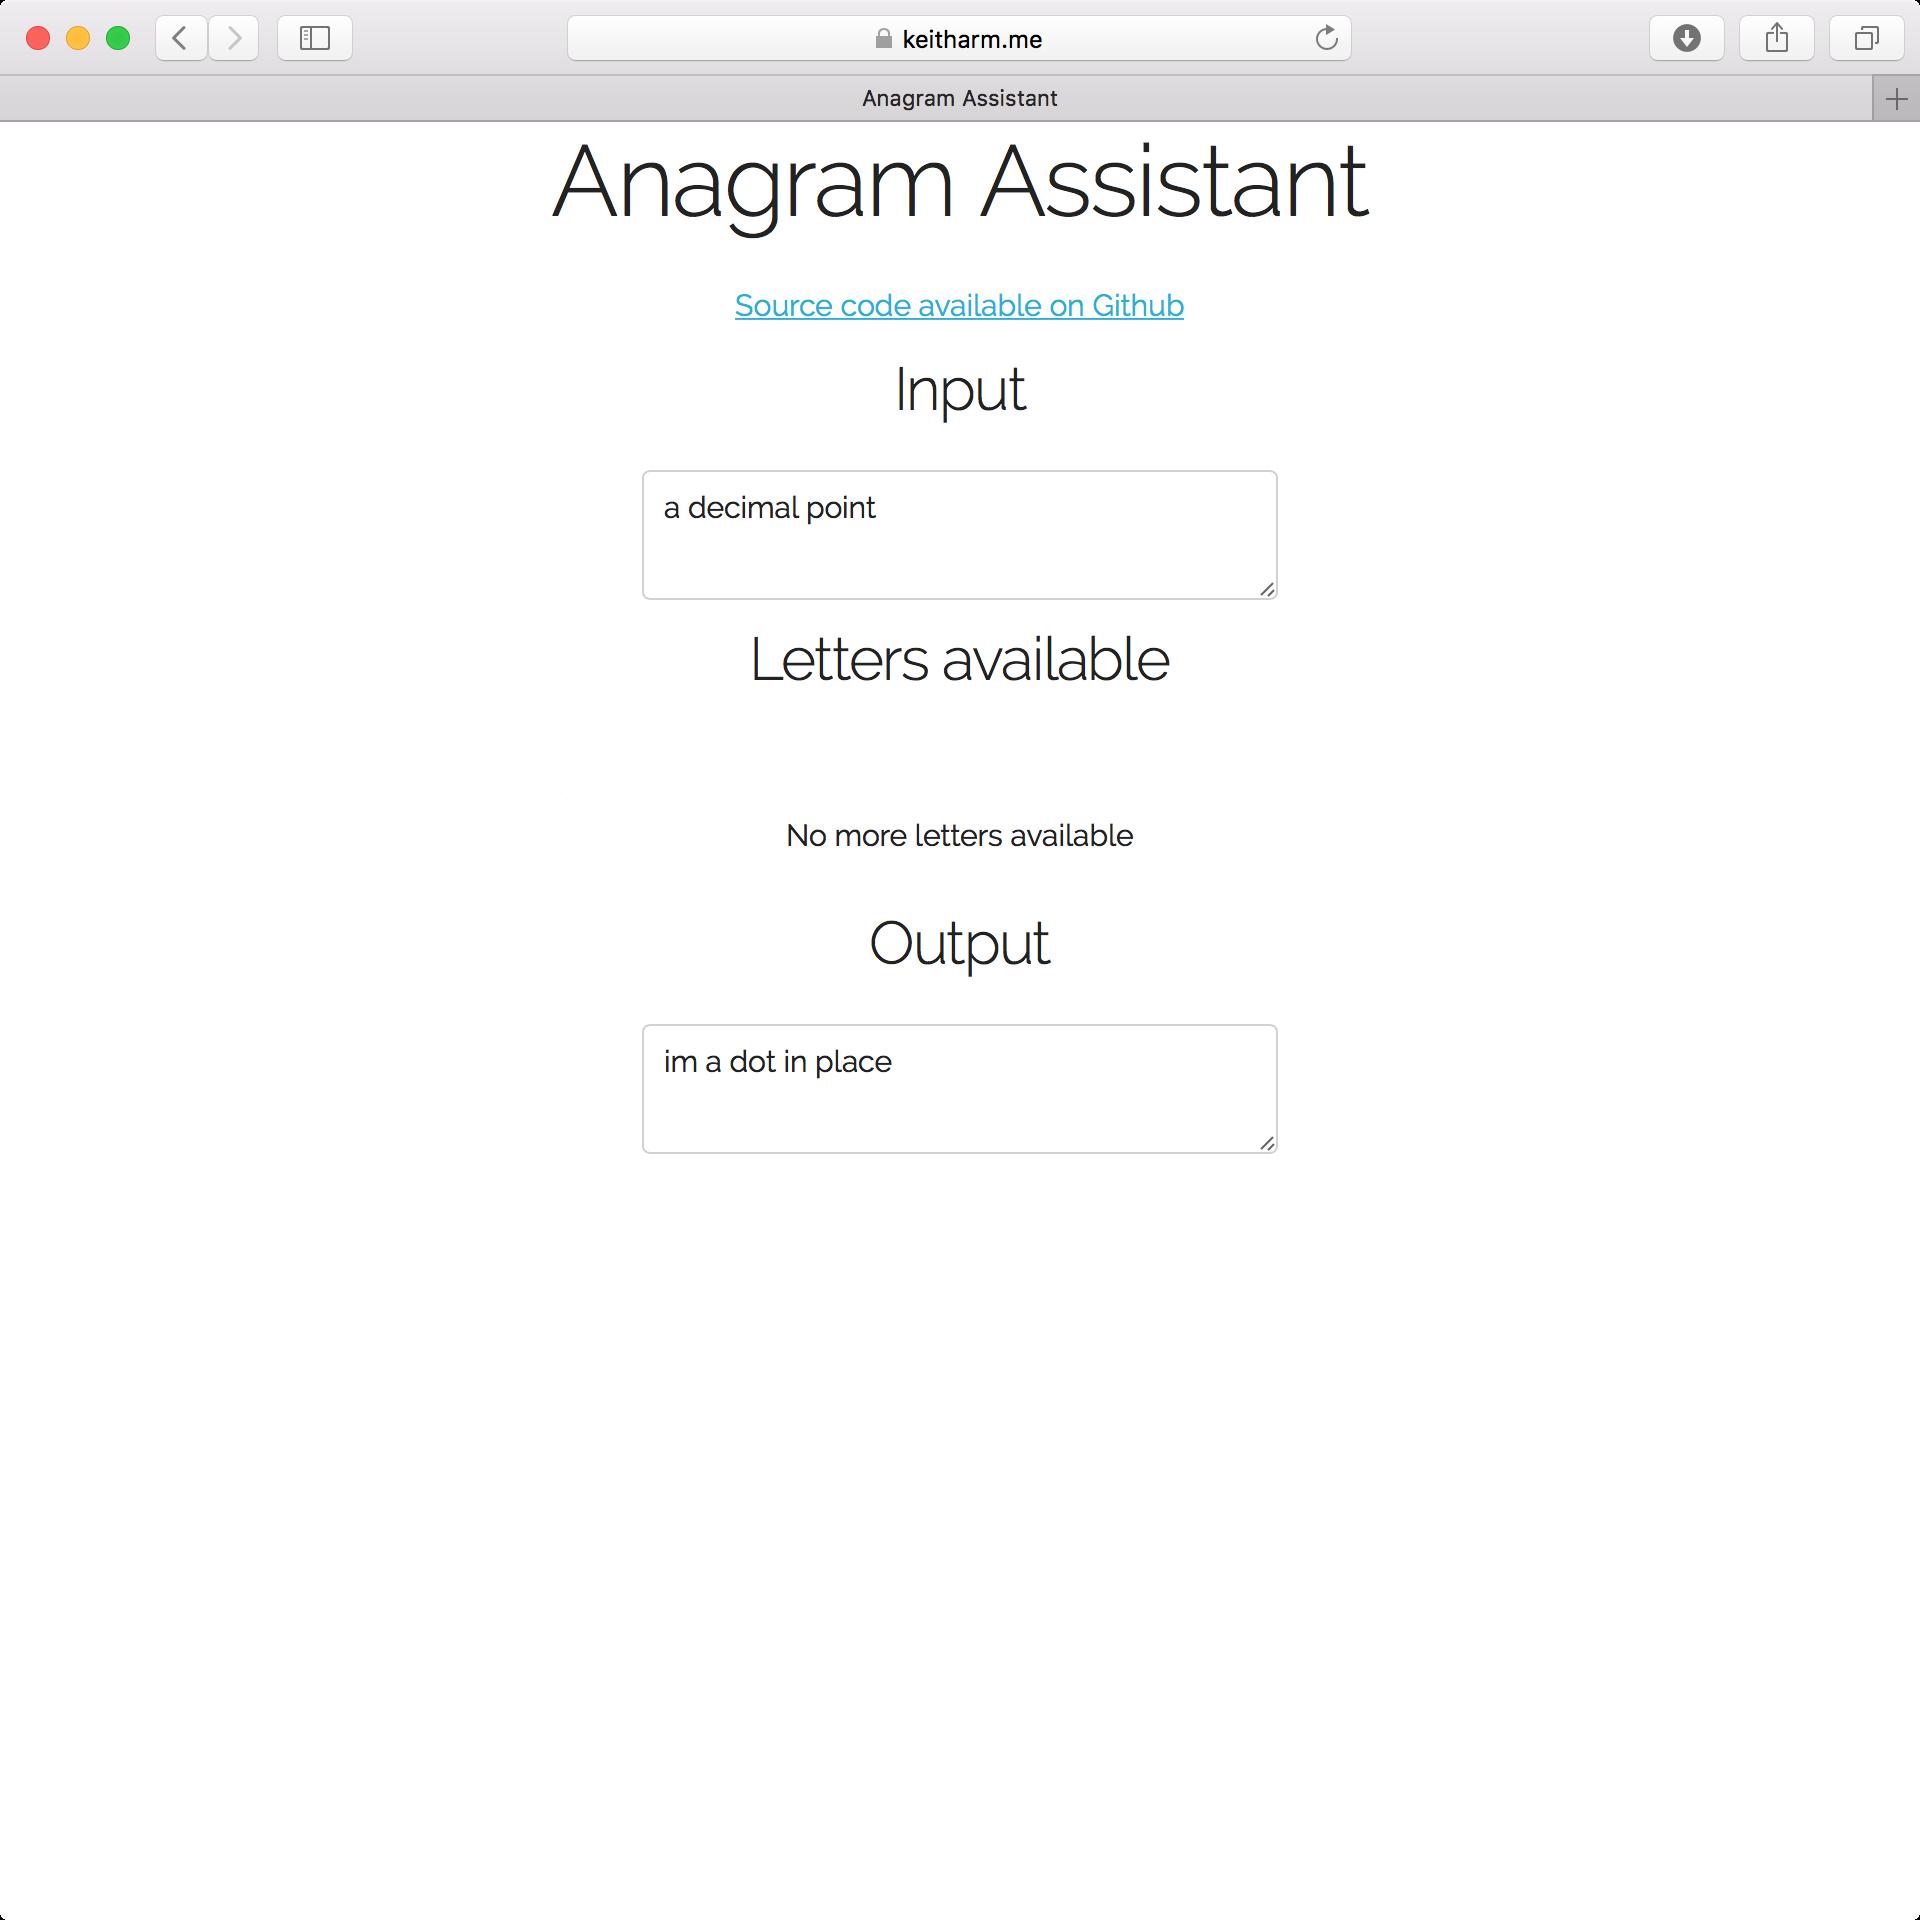 keitharm.me
Anagram Assistant
Anagram Assistant
Source code available on Github
Input
a decimal point
Letters available
No more letters available
Output
im a dot in place